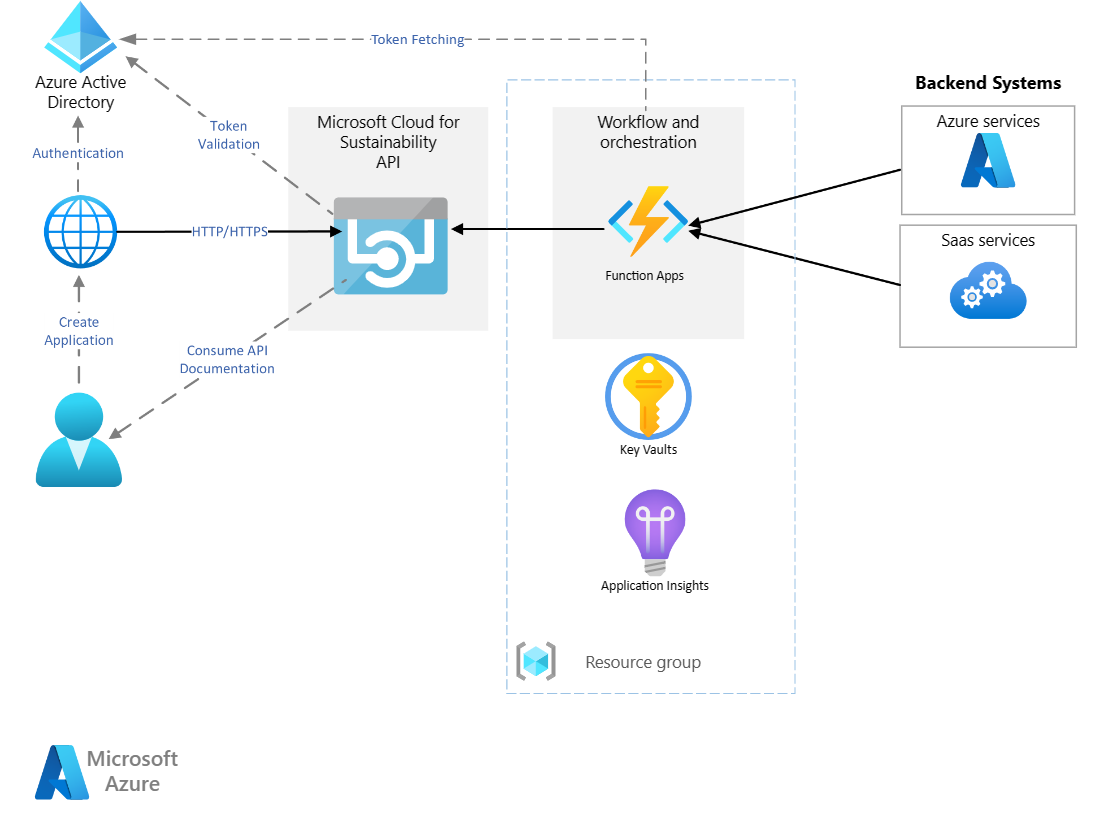 Token Fetching
Azure Active
Directory
Backend Systems
Token
Validation
Microsoft Cloud for
Sustainability
API
Workflow and
orchestration
Azure services
Authentication
HTTP/HTTPS
Saas services
Function Apps
Create
Application
Consume API
Documentation
Key Vaults
Application Insights
Resource group
Microsoft
Azure